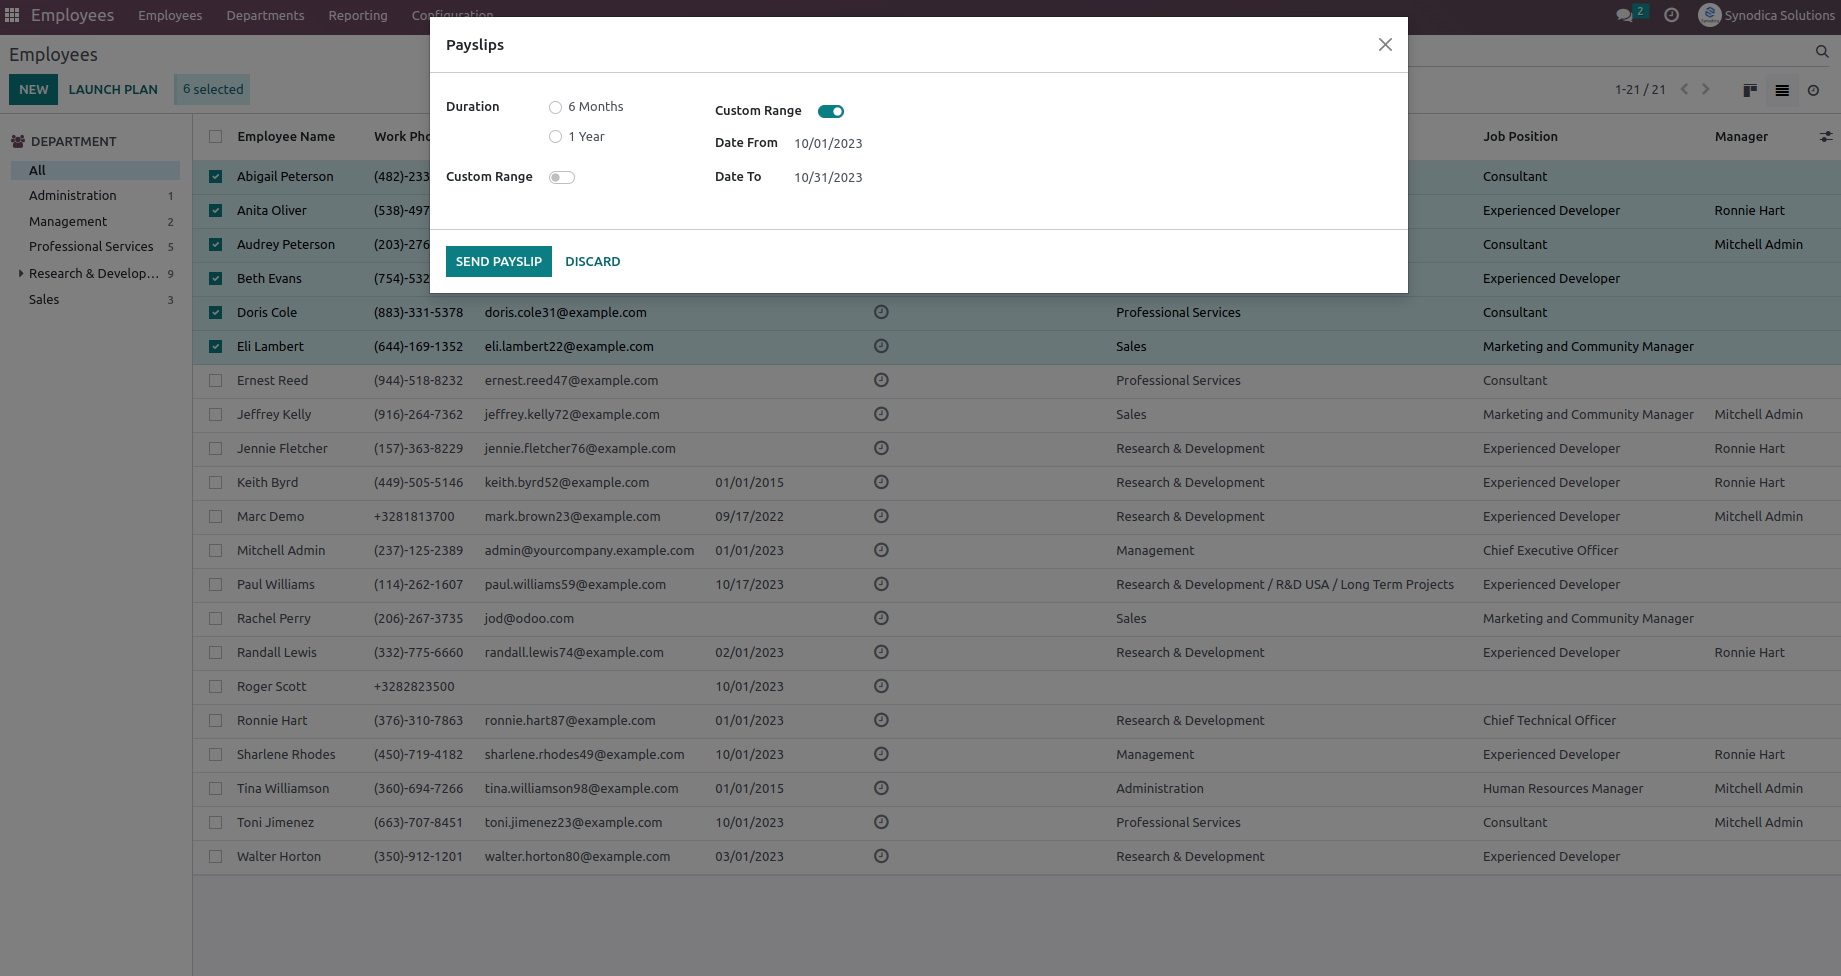 Employees Employees Departments Reporting Configuration 2 Synodica Solutions
Employees
NEW LAUNCH PLAN 6 selected 1-21 / 21
Payslips
Duration 6 Months
1 Year
Custom Range
Custom Range
Date From 10/01/2023
Date To 10/31/2023
SEND PAYSLIP DISCARD
DEPARTMENT
All
Administration 1
Management 2
Professional Services 5
Research & Develop... 9
Sales 3
Employee Name Work Pho Job Position Manager
Abigail Peterson (482)-233 Consultant
Anita Oliver (538)-497 Experienced Developer Ronnie Hart
Audrey Peterson (203)-276 Consultant Mitchell Admin
Beth Evans (754)-532 Experienced Developer
Doris Cole (883)-331-5378 doris.cole31@example.com Professional Services Consultant
Eli Lambert (644)-169-1352 eli.lambert22@example.com Sales Marketing and Community Manager
Ernest Reed (944)-518-8232 ernest.reed47@example.com Professional Services Consultant
Jeffrey Kelly (916)-264-7362 jeffrey.kelly72@example.com Sales Marketing and Community Manager Mitchell Admin
Jennie Fletcher (157)-363-8229 jennie.fletcher76@example.com Research & Development Experienced Developer Ronnie Hart
Keith Byrd (449)-505-5146 keith.byrd52@example.com 01/01/2015 Research & Development Experienced Developer Ronnie Hart
Marc Demo +3281813700 mark.brown23@example.com 09/17/2022 Research & Development Experienced Developer Mitchell Admin
Mitchell Admin (237)-125-2389 admin@yourcompany.example.com 01/01/2023 Management Chief Executive Officer
Paul Williams (114)-262-1607 paul.williams59@example.com 10/17/2023 Research & Development / R&D USA / Long Term Projects Experienced Developer
Rachel Perry (206)-267-3735 jod@odoo.com Sales Marketing and Community Manager
Randall Lewis (332)-775-6660 randall.lewis74@example.com 02/01/2023 Research & Development Experienced Developer Ronnie Hart
Roger Scott +3282823500 10/01/2023
Ronnie Hart (376)-310-7863 ronnie.hart87@example.com 01/01/2023 Research & Development Chief Technical Officer
Sharlene Rhodes (450)-719-4182 sharlene.rhodes49@example.com 10/01/2023 Management Experienced Developer Ronnie Hart
Tina Williamson (360)-694-7266 tina.williamson98@example.com 01/01/2015 Administration Human Resources Manager Mitchell Admin
Toni Jimenez (663)-707-8451 toni.jimenez23@example.com 10/01/2023 Professional Services Consultant Mitchell Admin
Walter Horton (350)-912-1201 walter.horton80@example.com 03/01/2023 Research & Development Experienced Developer